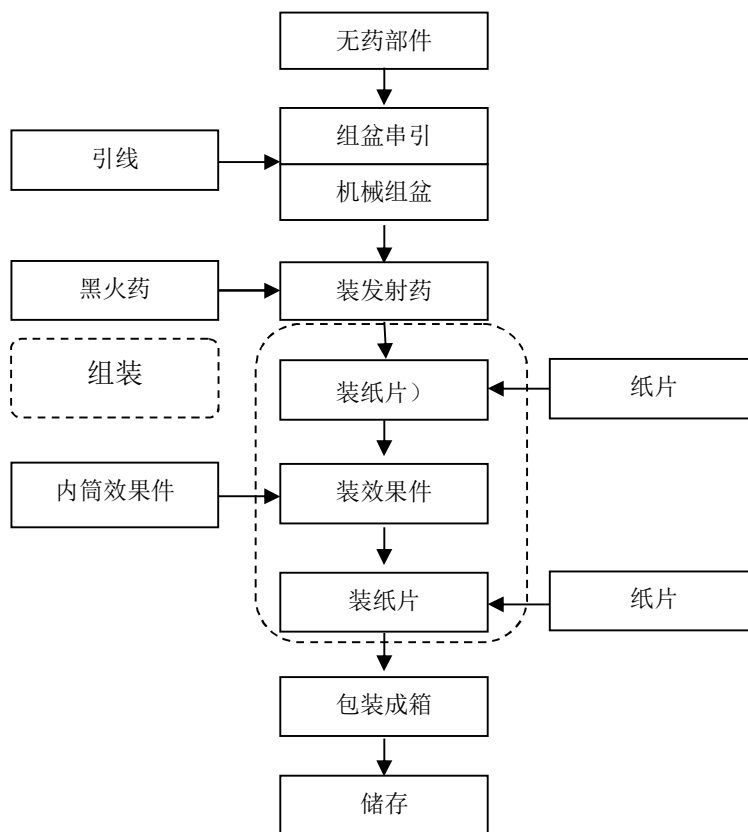 无药部件
组盆串引
引线
机械组盆
黑火药
装发射药
组装
装纸片）
纸片
内筒效果件
装效果件
装纸片
纸片
包装成箱
储存